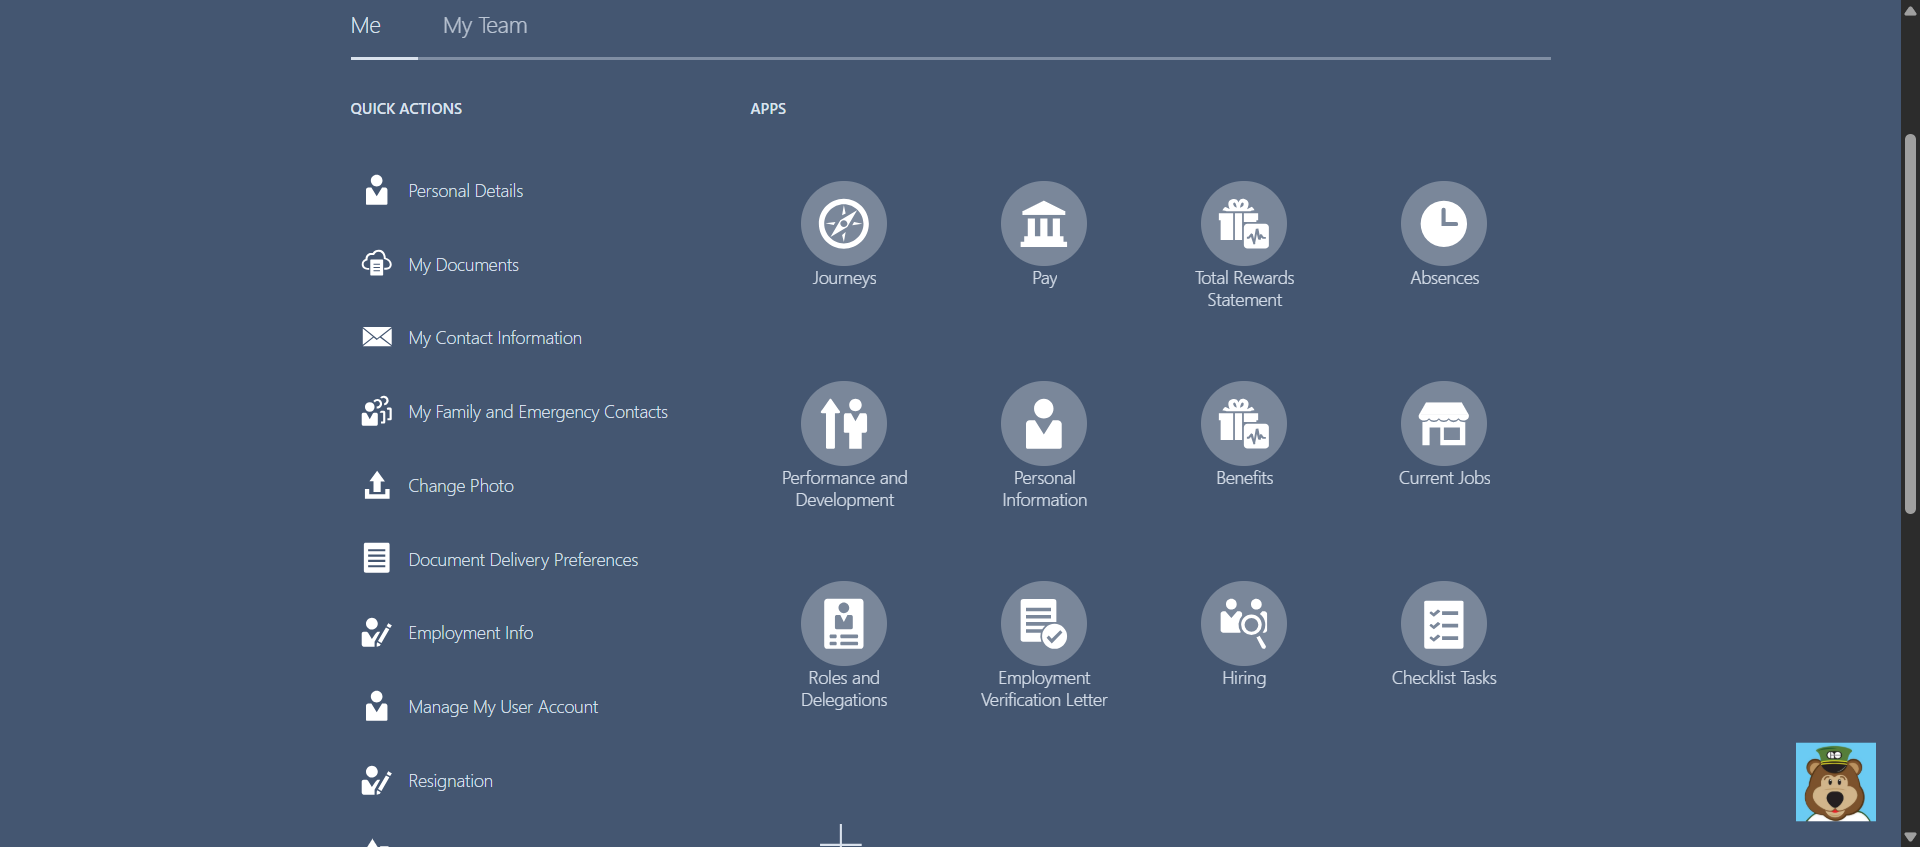 Me
My Team
QUICK ACTIONS
Personal Details
My Documents
My Contact Information
My Family and Emergency Contacts
Change Photo
Document Delivery Preferences
Employment Info
Manage My User Account
Resignation
APPS
Journeys
Pay
Total Rewards
Statement
Absences
Performance and
Development
Personal
Information
Benefits
Current Jobs
Roles and
Delegations
Employment
Verification Letter
Hiring
Checklist Tasks